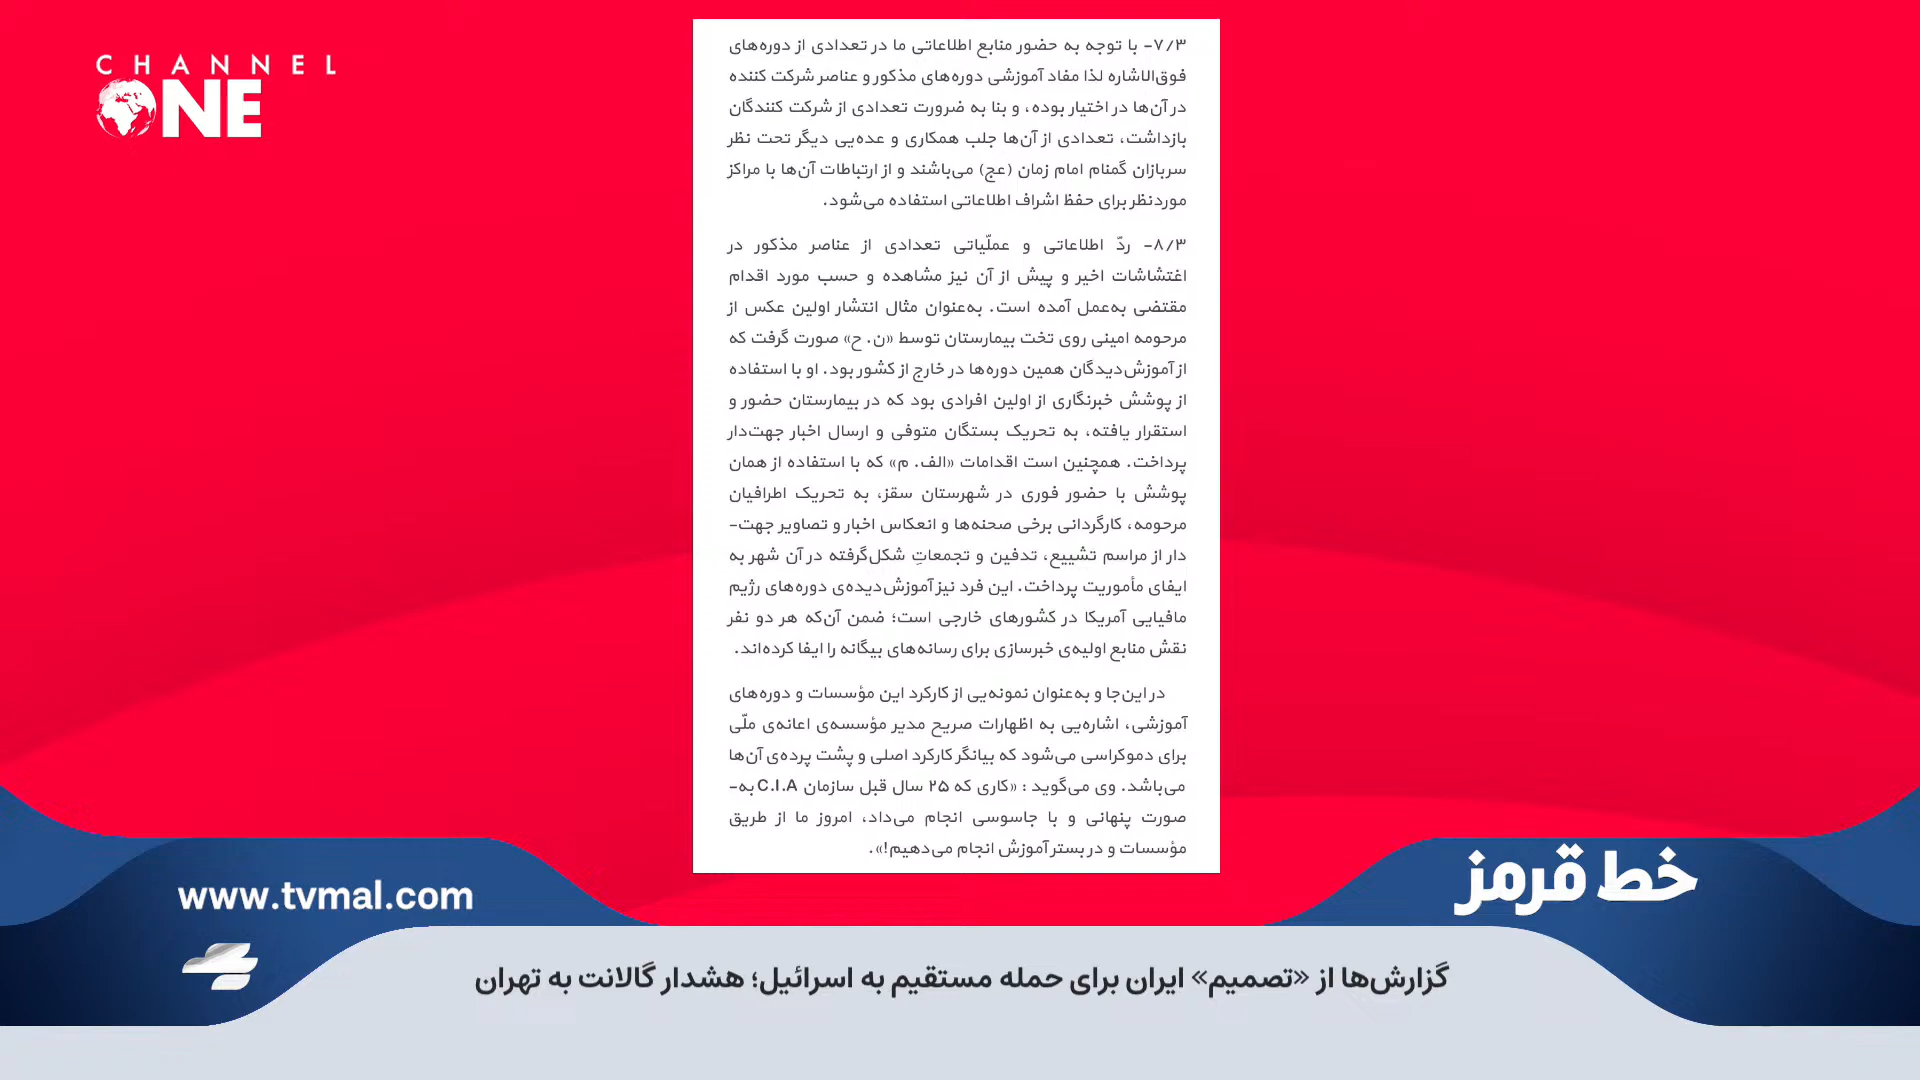 CHANNEL
ONE
۷/۳- با توجه به حضور منابع اطلاعاتی ما در تعدادی از دوره‌های
فوق‌الاشاره لذا مفاد آموزشی دوره‌های مذکور و عناصر شرکت کننده
در آن‌ها در اختیار بوده، و بنا به ضرورت تعدادی از شرکت کنندگان
بازداشت، تعدادی از آن‌ها جلب همکاری و عده‌یی دیگر تحت نظر
سربازان گمنام امام زمان (عج) می‌باشند و از ارتباطات آن‌ها با مراکز
موردنظر برای حفظ اشراف اطلاعاتی استفاده می‌شود.
۸/۳- ردّ اطلاعاتی و عملّیاتی تعدادی از عناصر مذکور در
اغتشاشات اخیر و پیش از آن نیز مشاهده و حسب مورد اقدام
مقتضی به‌عمل آمده است. به‌عنوان مثال انتشار اولین عکس از
مرحومه امینی روی تخت بیمارستان توسط «ن. ح» صورت گرفت که
از آموزش‌دیدگان همین دوره‌ها در خارج از کشور بود. او با استفاده
از پوشش خبرنگاری از اولین افرادی بود که در بیمارستان حضور و
استقرار یافته، به تحریک بستگان متوفی و ارسال اخبار جهت‌دار
پرداخت. همچنین است اقدامات «الف. م» که با استفاده از همان
پوشش با حضور فوری در شهرستان سقز، به تحریک اطرافیان
مرحومه، کارگردانی برخی صحنه‌ها و انعکاس اخبار و تصاویر جهت-
دار از مراسم تشییع، تدفین و تجمعاتِ شکل‌گرفته در آن شهر به
ایفای مأموریت پرداخت. این فرد نیز آموزش‌دیده‌ی دوره‌های رژیم
مافیایی آمریکا در کشورهای خارجی است؛ ضمن آن‌که هر دو نفر
نقش منابع اولیه‌ی خبرسازی برای رسانه‌های بیگانه را ایفا کرده‌اند.
در این‌جا و به‌عنوان نمونه‌یی از کارکرد این مؤسسات و دوره‌های
آموزشی، اشاره‌یی به اظهارات صریح مدیر مؤسسه‌ی اعانه‌ی ملّی
برای دموکراسی می‌شود که بیانگر کارکرد اصلی و پشت پرده‌ی آن‌ها
می‌باشد. وی می‌گوید : «کاری که ۲۵ سال قبل سازمان C.I.A به-
صورت پنهانی و با جاسوسی انجام می‌داد، امروز ما از طریق
مؤسسات و در بستر آموزش انجام می‌دهیم!».
خط قرمز
www.tvmal.com
گزارش‌ها از «تصمیم» ایران برای حمله مستقیم به اسرائیل؛ هشدار گالانت به تهران